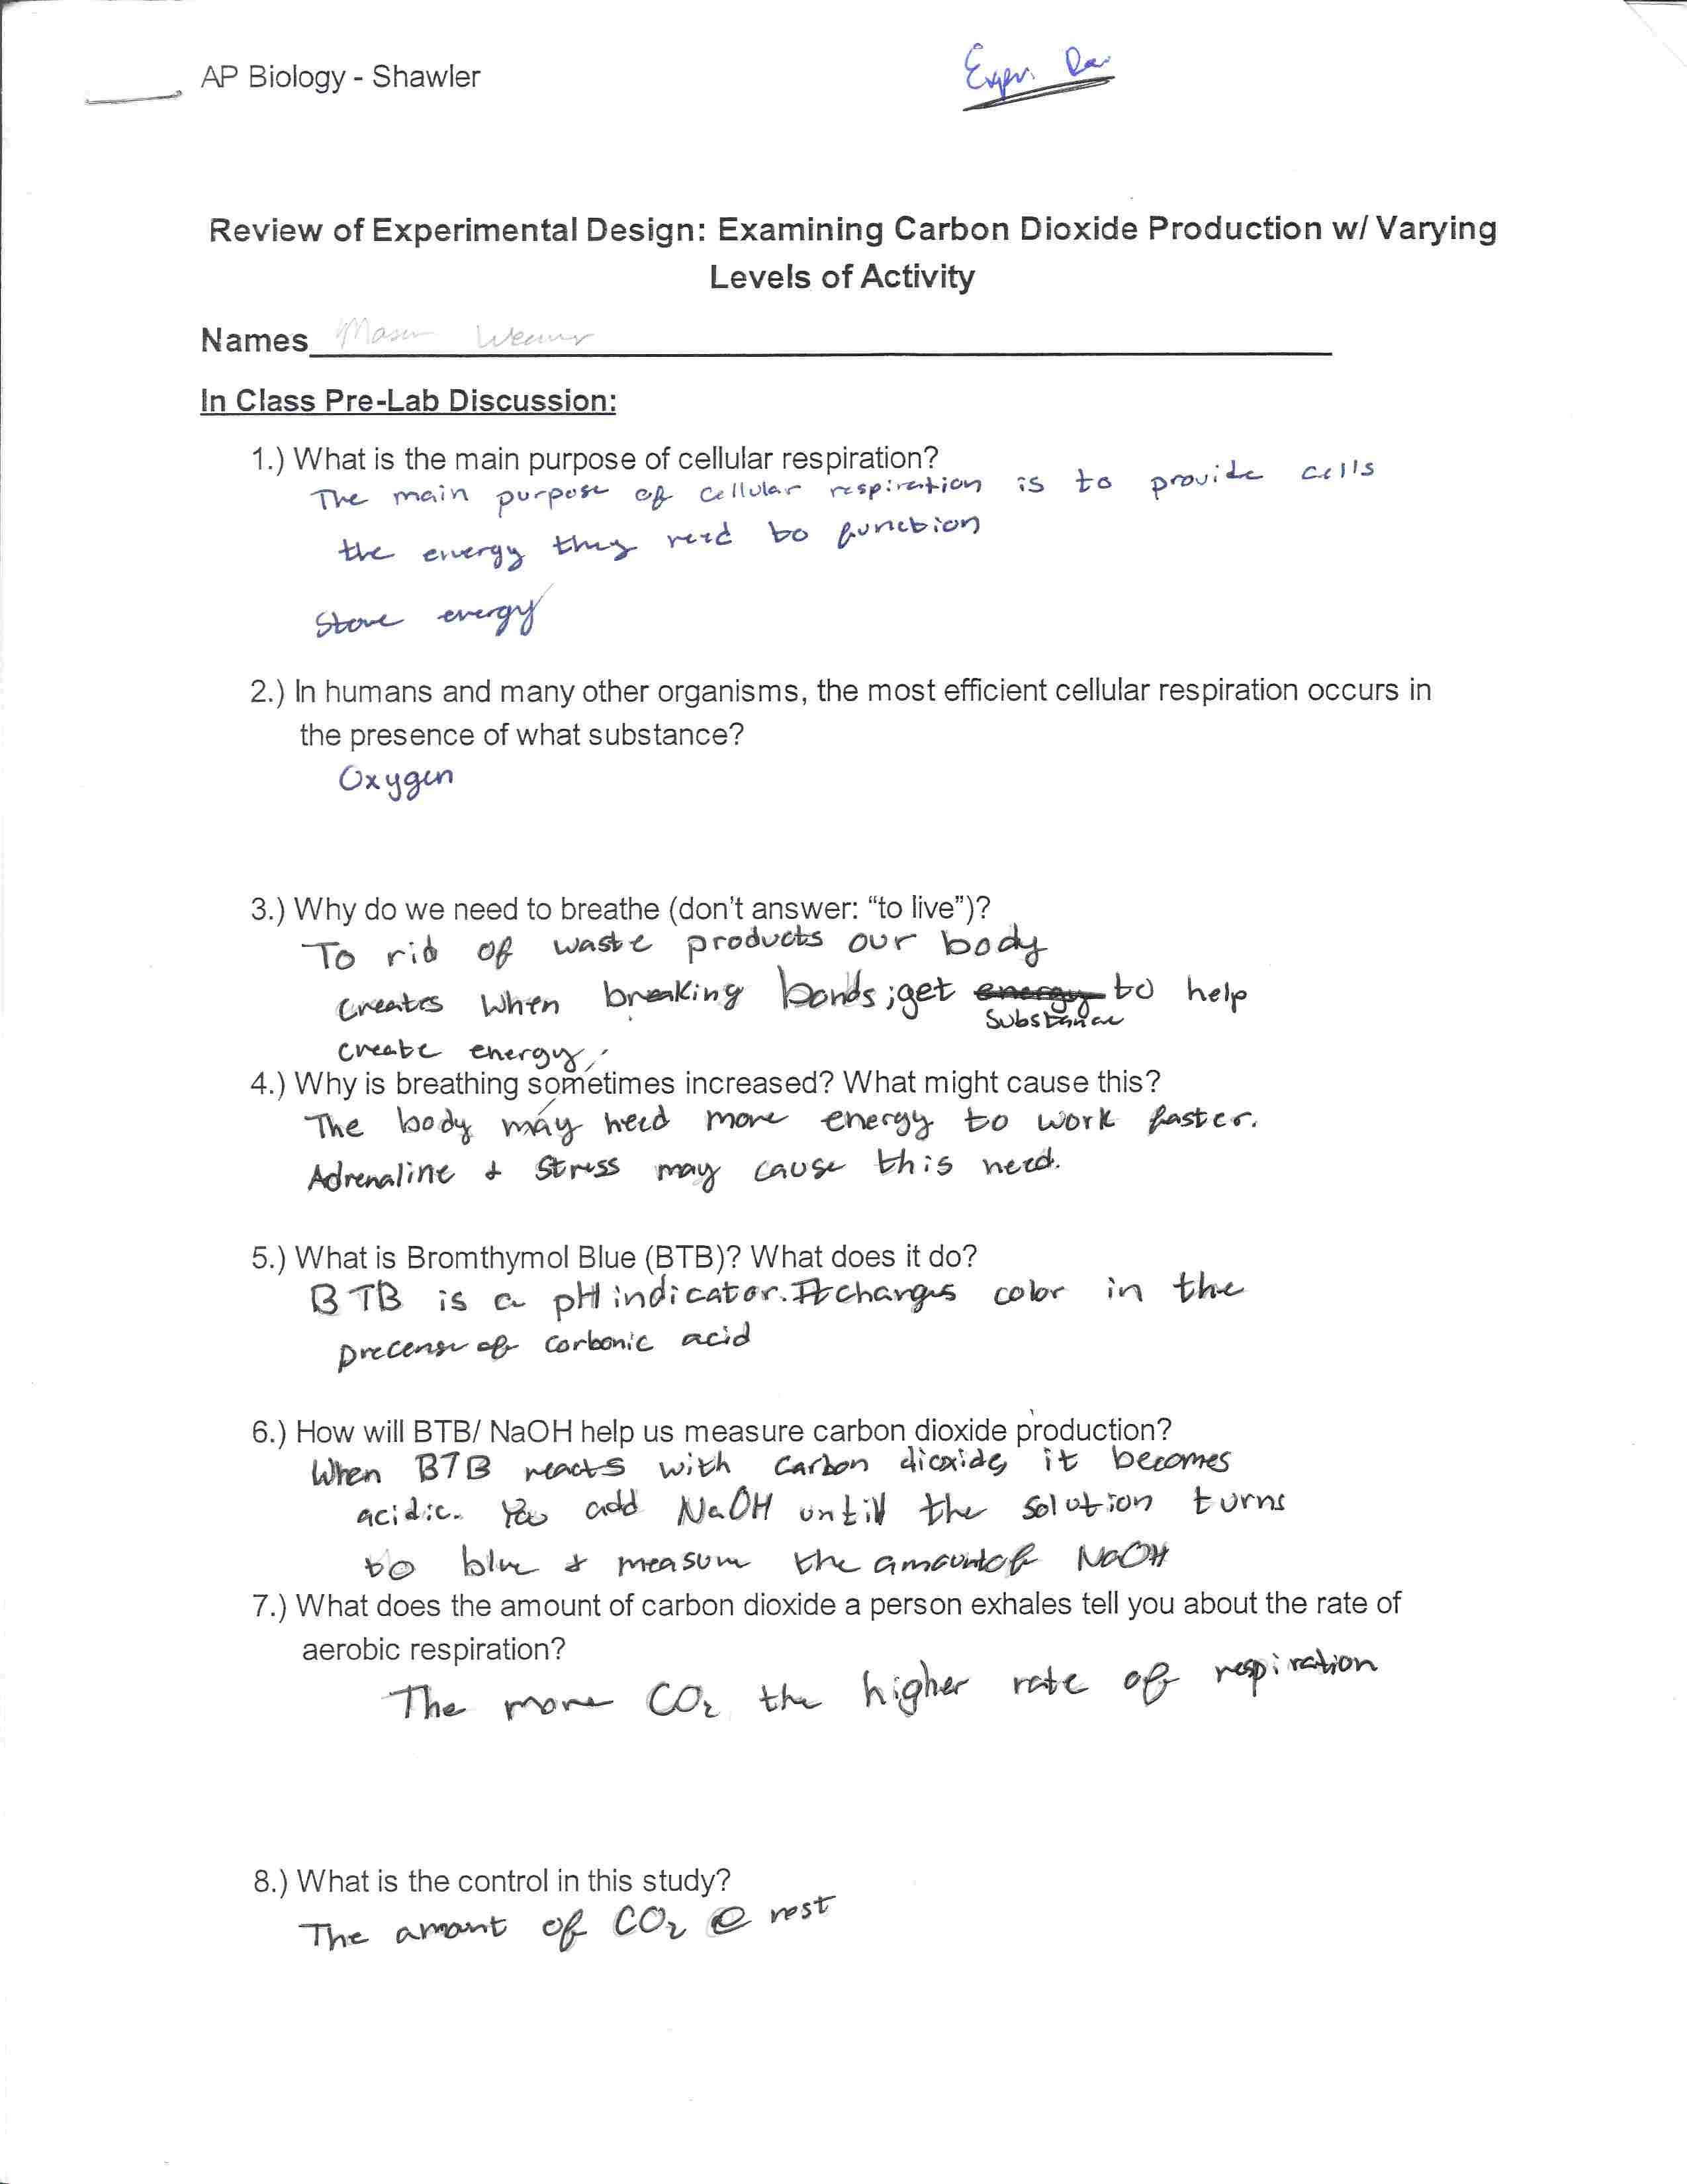 AP Biology - Shawler
Expr.
Review of Experimental Design: Examining Carbon Dioxide Production w/ Varying
Levels of Activity
Names Mason Weaver
In Class Pre-Lab Discussion:
1.) What is the main purpose of cellular respiration?
The main purpose of cellular respiration is to provide cells
the energy they need to function
Store energy
2.) In humans and many other organisms, the most efficient cellular respiration occurs in
the presence of what substance?
Oxygen
3.) Why do we need to breathe (don't answer: “to live”)?
To rid of waste products our body
creates when breaking bonds; get energy to help
substance
create energy.
4.) Why is breathing sometimes increased? What might cause this?
The body may need more energy to work faster.
Adrenaline + stress may cause this need.
5.) What is Bromthymol Blue (BTB)? What does it do?
BTB is a pH indicator. It changes color in the
precense of carbonic acid
6.) How will BTB/ NaOH help us measure carbon dioxide production?
When BTB reacts with carbon dioxide, it becomes
acidic. You add NaOH untill the solution turns
to blue + measure the amount of NaOH
7.) What does the amount of carbon dioxide a person exhales tell you about the rate of
aerobic respiration?
The more CO₂ the higher rate of respiration
8.) What is the control in this study?
The amount of CO₂ @ rest